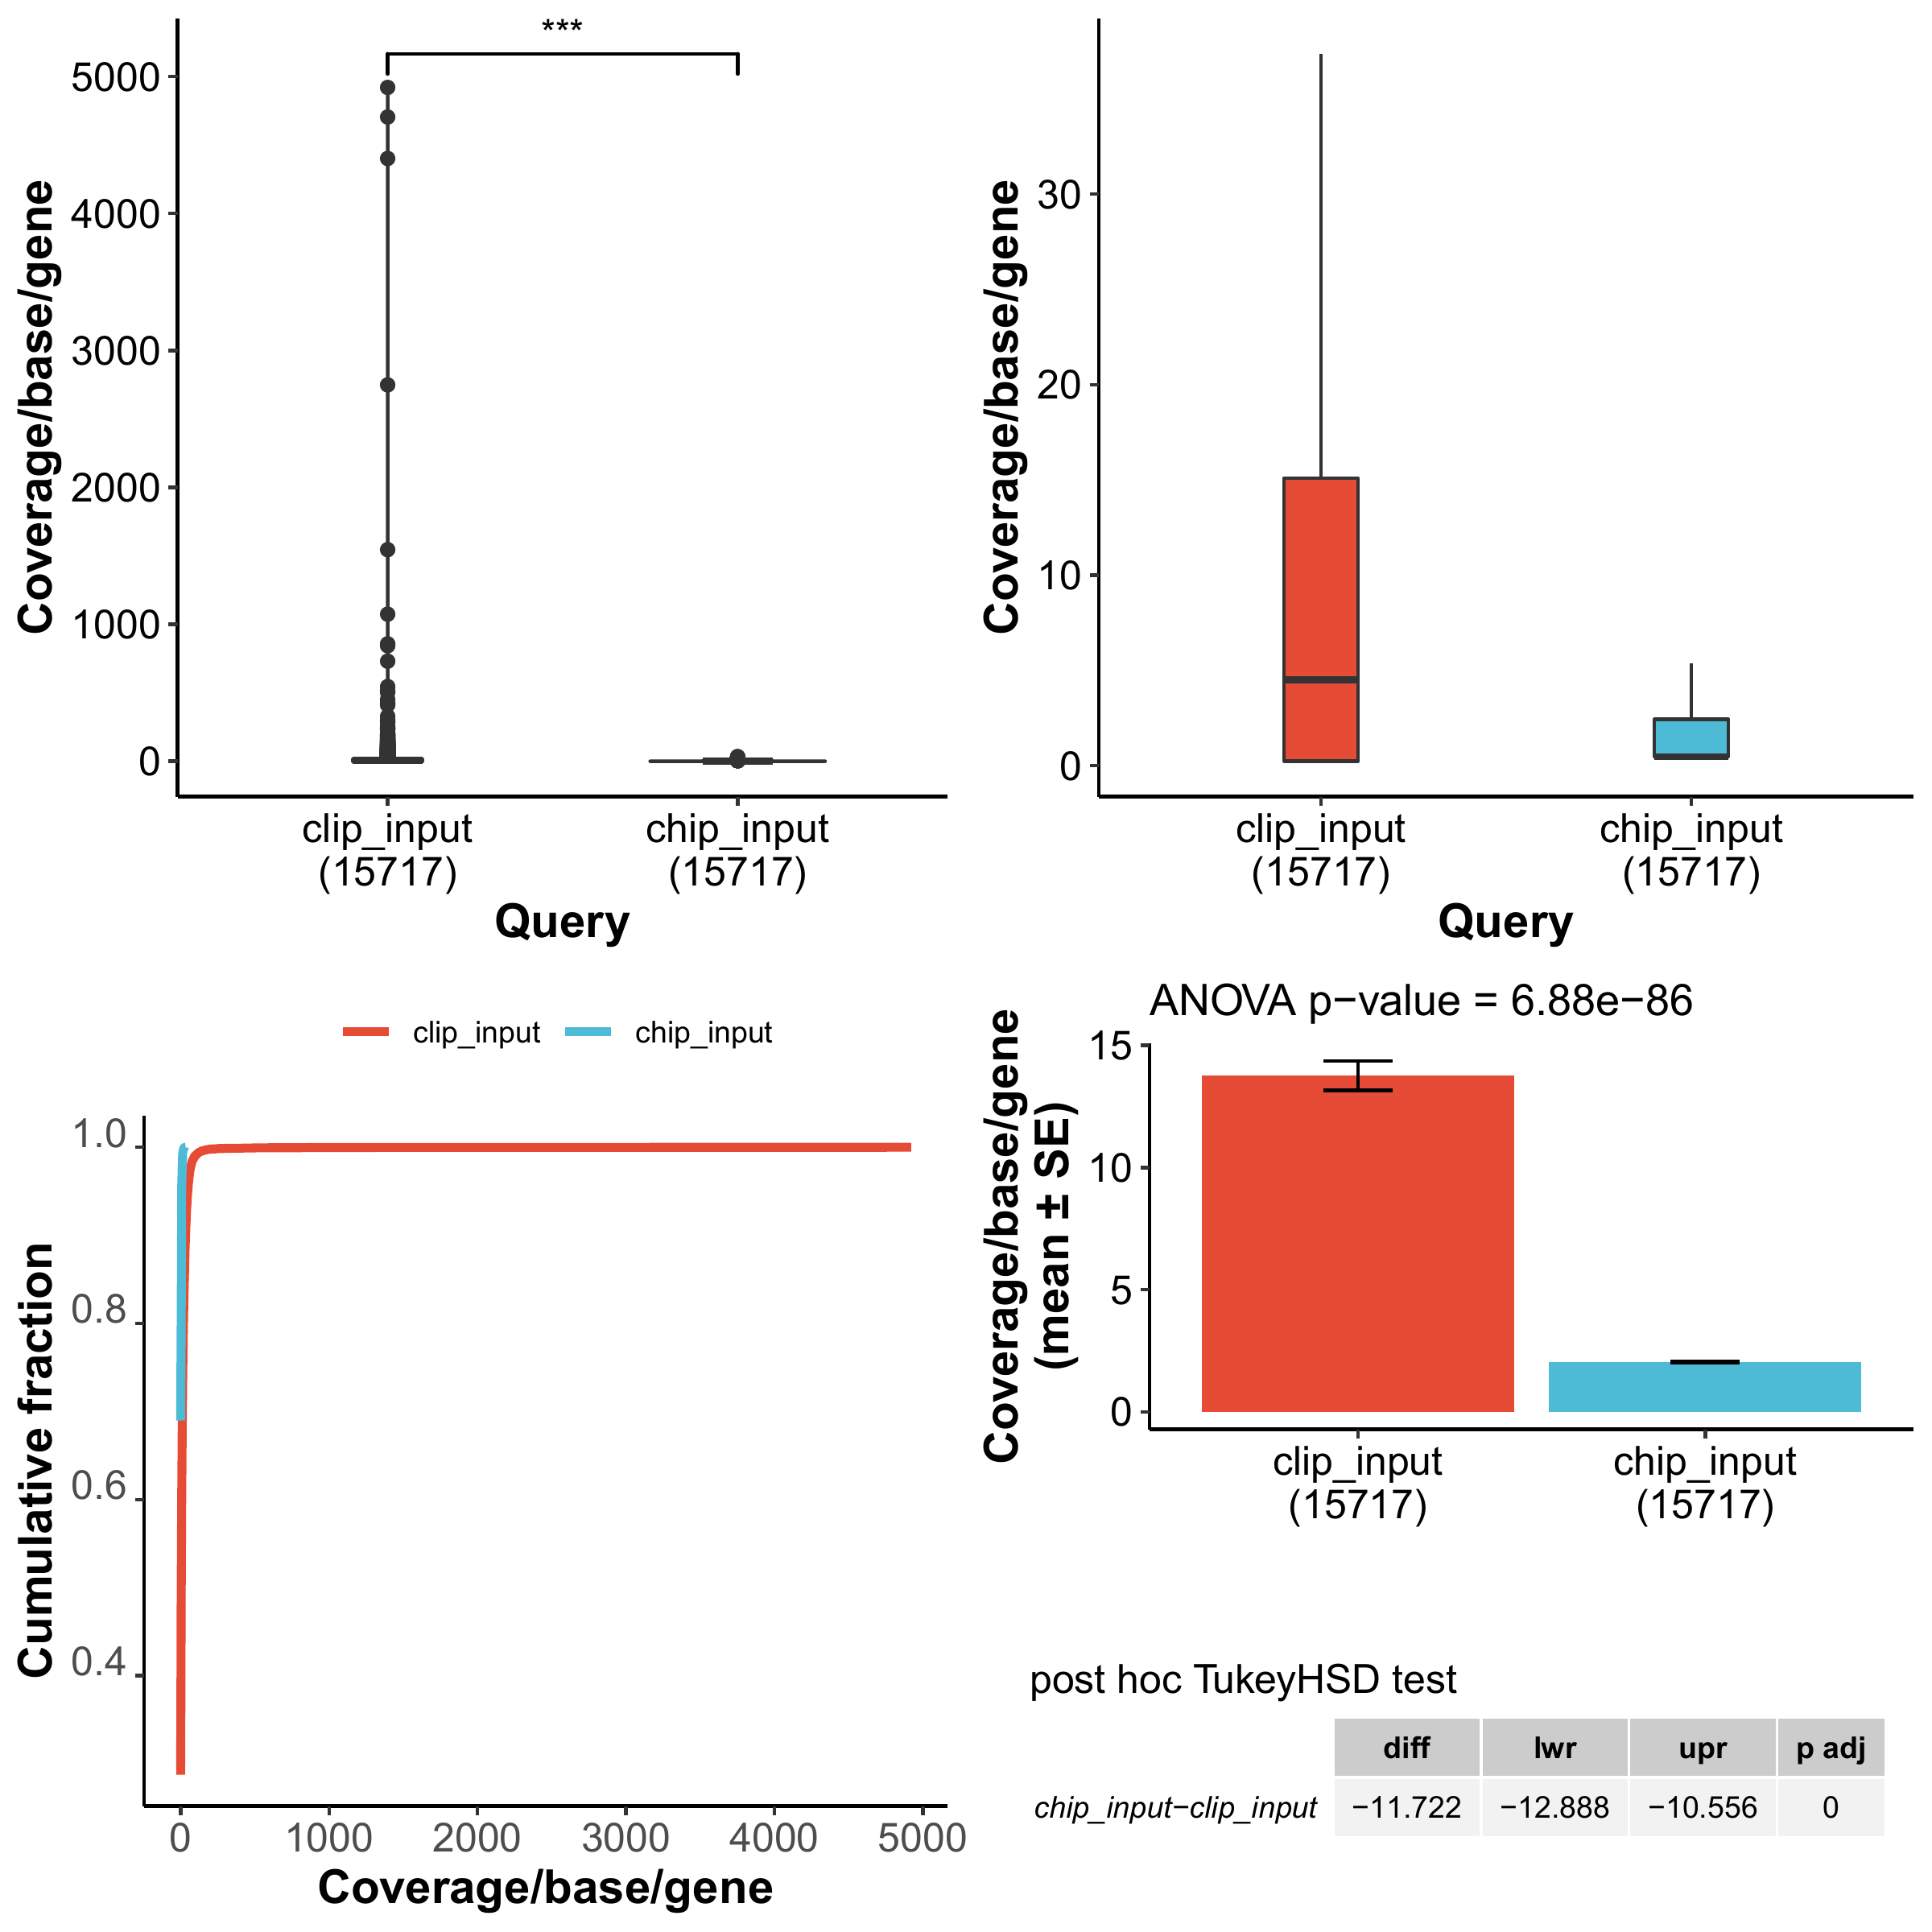 ***
Coverage/base/gene
5000
4000
3000
2000
1000
0
clip_input
(15717)
chip_input
(15717)
Query
Coverage/base/gene
30
20
10
0
clip_input
(15717)
chip_input
(15717)
Query
clip_input chip_input
Cumulative fraction
1.0
0.8
0.6
0.4
0 1000 2000 3000 4000 5000
Coverage/base/gene
ANOVA p−value = 6.88e−86
Coverage/base/gene
(mean ± SE)
15
10
5
0
clip_input
(15717)
chip_input
(15717)
post hoc TukeyHSD test
diff lwr upr p adj
chip_input−clip_input −11.722 −12.888 −10.556 0